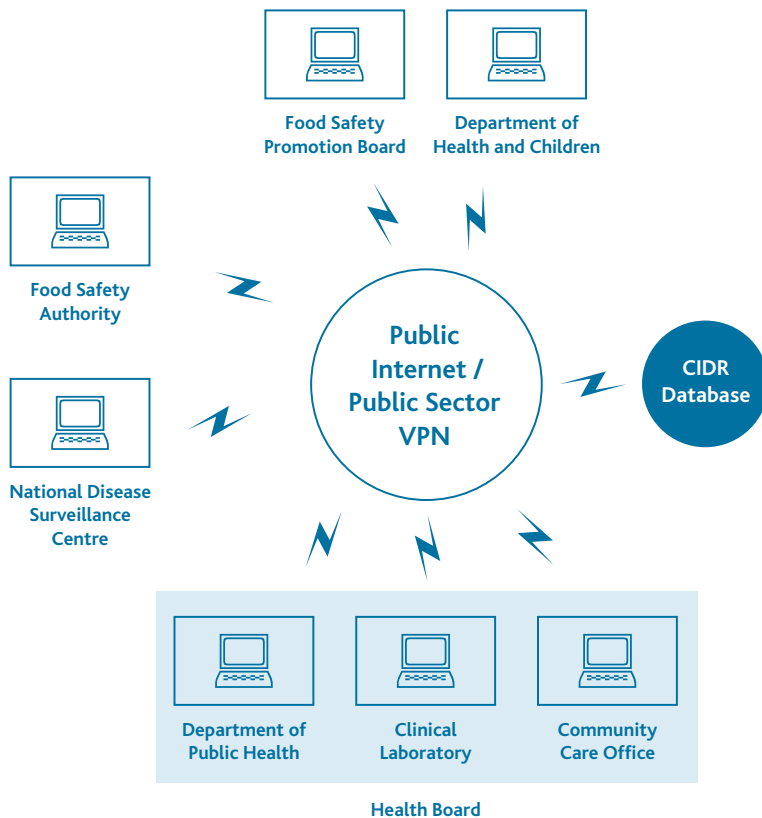 Food Safety
Promotion Board
Department of
Health and Children
Food Safety
Authority
Public
Internet /
Public Sector
VPN
CIDR
Database
National Disease
Surveillance
Centre
Department of
Public Health
Clinical
Laboratory
Community
Care Office
Health Board